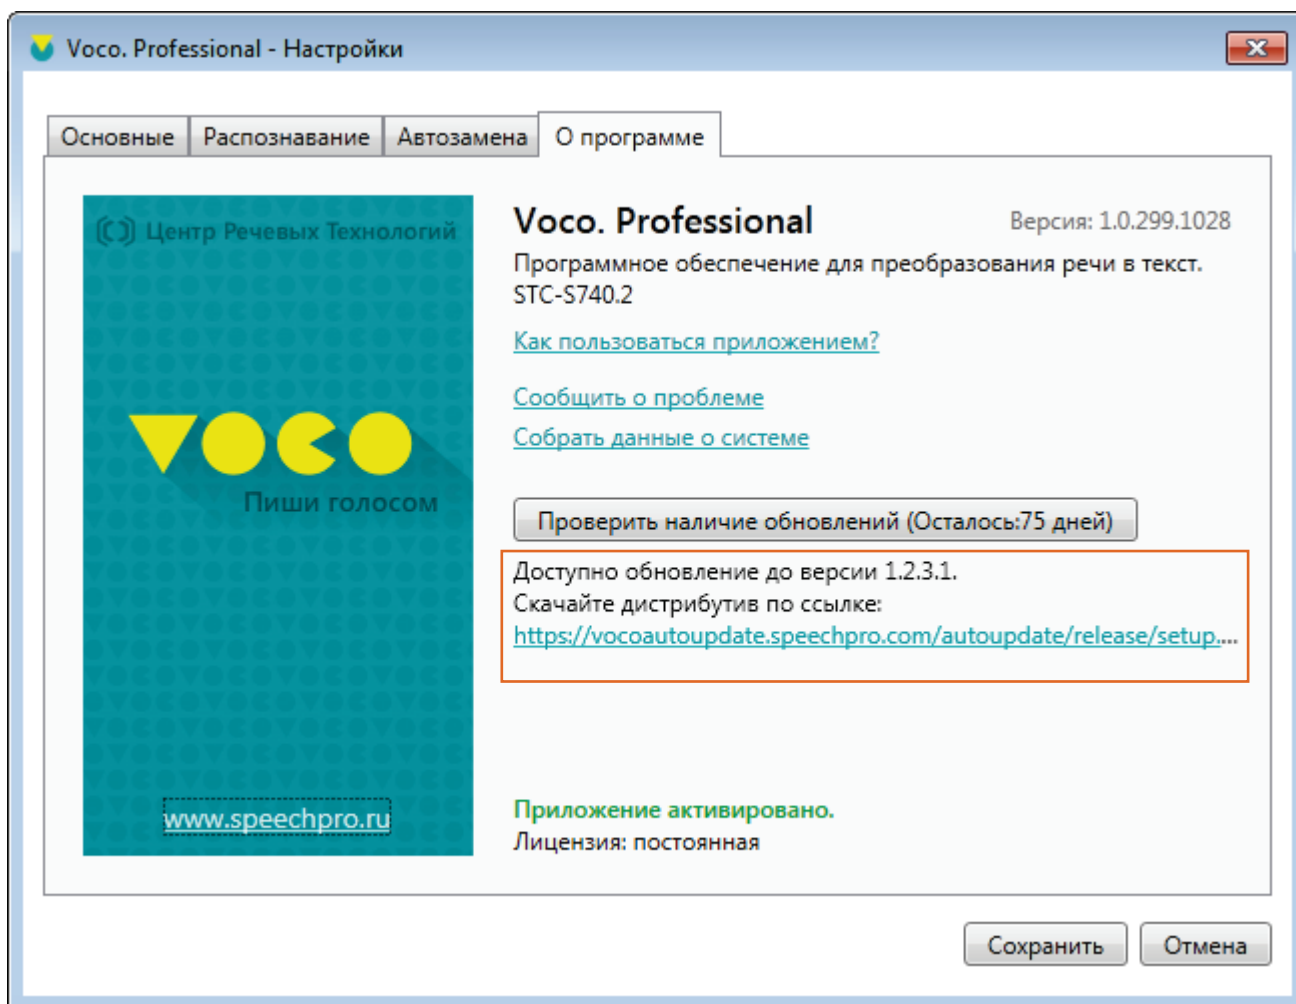 Voco. Professional - Настройки
Основные Распознавание Автозамена О программе
Центр Речевых Технологий
VOCO
Пиши голосом
www.speechpro.ru
Voco. Professional Версия: 1.0.299.1028
Программное обеспечение для преобразования речи в текст.
STC-S740.2
Как пользоваться приложением?
Сообщить о проблеме
Собрать данные о системе
Проверить наличие обновлений (Осталось:75 дней)
Доступно обновление до версии 1.2.3.1.
Скачайте дистрибутив по ссылке:
https://vocoautoupdate.speechpro.com/autoupdate/release/setup....
Приложение активировано.
Лицензия: постоянная
Сохранить Отмена